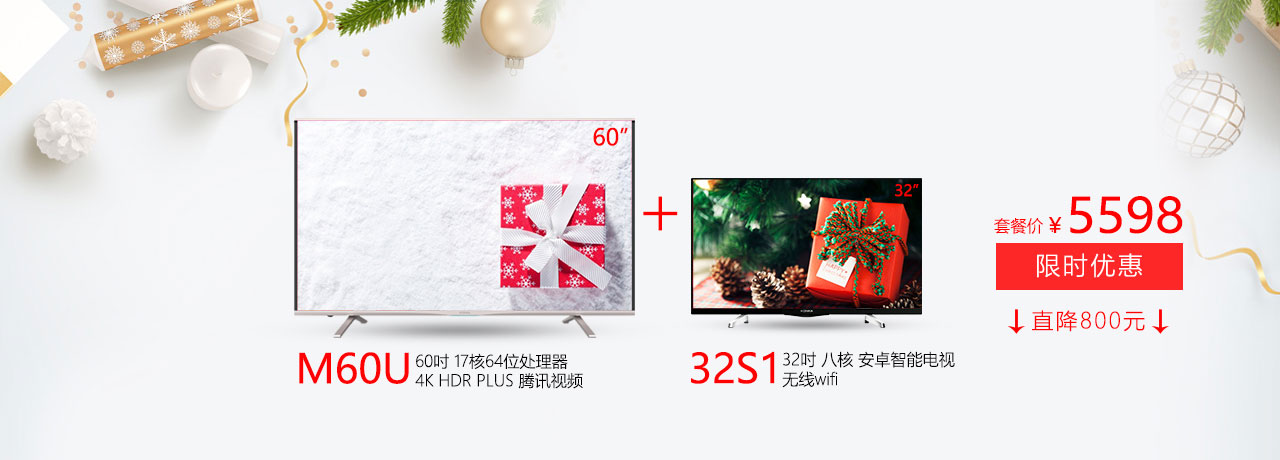 60”
+
32”
套餐价 ¥ 5598
限时优惠
↓直降800元↓
M60U
60吋 17核64位处理器
4K HDR PLUS 腾讯视频
32S1
32吋 八核 安卓智能电视
无线wifi